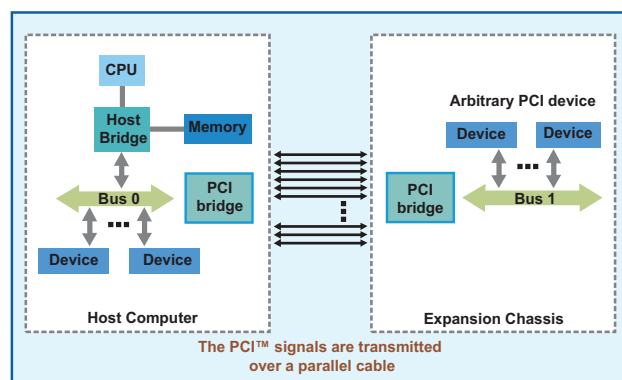 CPU
Host
Bridge
Memory
Bus 0
PCI
bridge
Device
Device
Host Computer
Arbitrary PCI device
Device
Device
PCI
bridge
Bus 1
Expansion Chassis
The PCI™ signals are transmitted
over a parallel cable